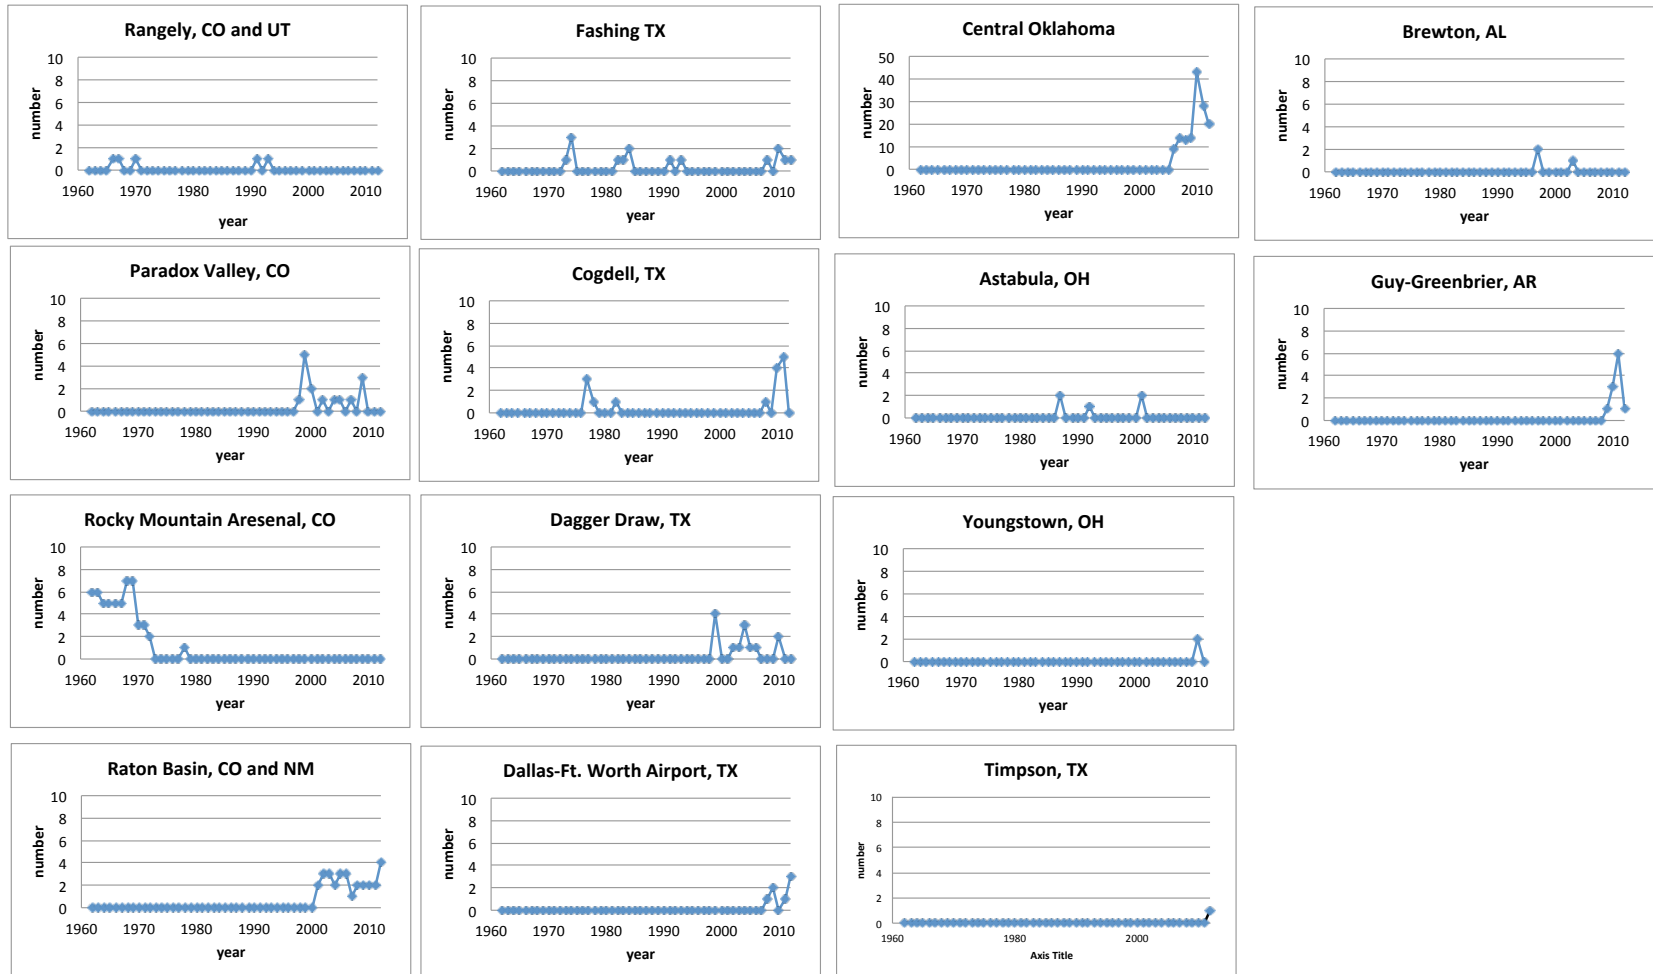 Rangely, CO and UT
10
8
6
4
2
0
number
1960 1970 1980 1990 2000 2010
year
Fashing TX
10
8
6
4
2
0
number
1960 1970 1980 1990 2000 2010
year
Central Oklahoma
50
40
30
20
10
0
number
1960 1970 1980 1990 2000 2010
year
Brewton, AL
10
8
6
4
2
0
number
1960 1970 1980 1990 2000 2010
year
Paradox Valley, CO
10
8
6
4
2
0
number
1960 1970 1980 1990 2000 2010
year
Cogdell, TX
10
8
6
4
2
0
number
1960 1970 1980 1990 2000 2010
year
Astabula, OH
10
8
6
4
2
0
number
1960 1970 1980 1990 2000 2010
year
Guy-Greenbrier, AR
10
8
6
4
2
0
number
1960 1970 1980 1990 2000 2010
year
Rocky Mountain Aresenal, CO
10
8
6
4
2
0
number
1960 1970 1980 1990 2000 2010
year
Dagger Draw, TX
10
8
6
4
2
0
number
1960 1970 1980 1990 2000 2010
year
Youngstown, OH
10
8
6
4
2
0
number
1960 1970 1980 1990 2000 2010
year
Raton Basin, CO and NM
10
8
6
4
2
0
number
1960 1970 1980 1990 2000 2010
year
Dallas-Ft. Worth Airport, TX
10
8
6
4
2
0
number
1960 1970 1980 1990 2000 2010
year
Timpson, TX
10
8
6
4
2
0
number
1960 1980 2000
Axis Title